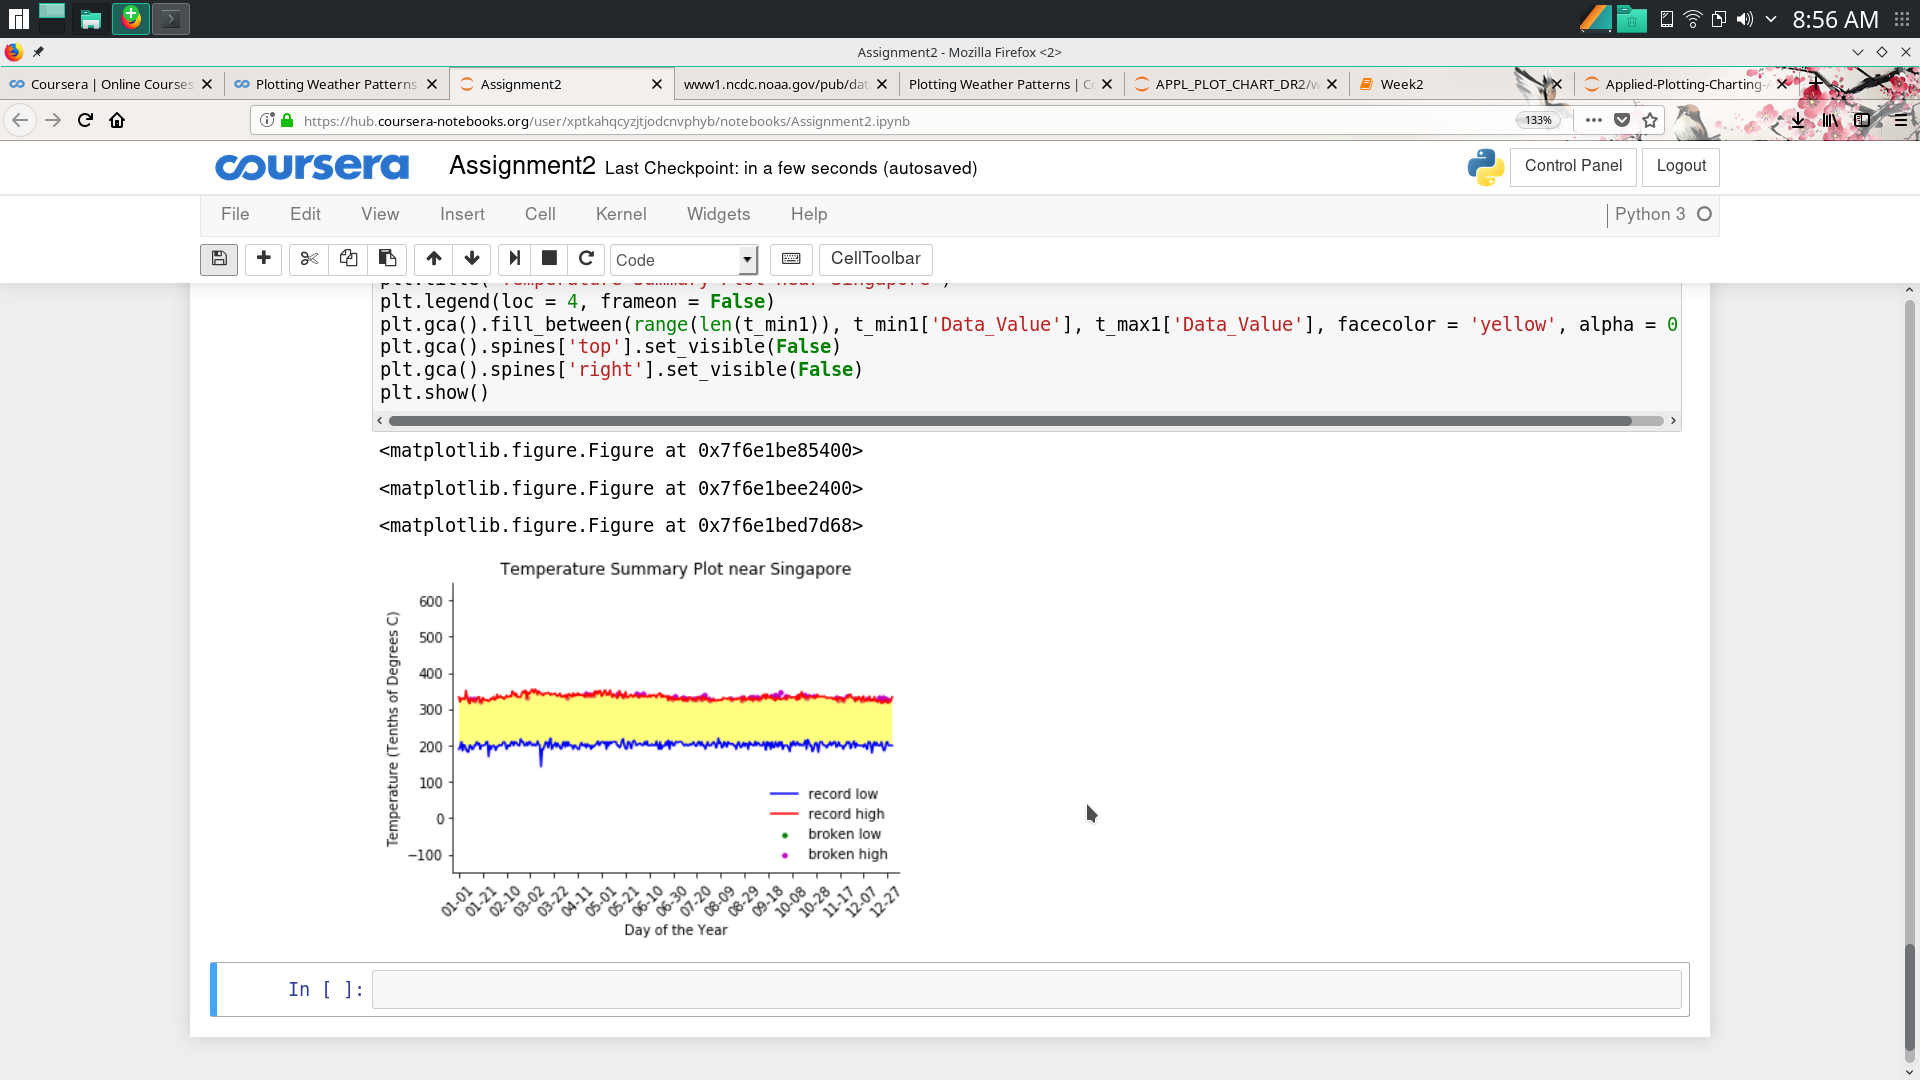 8:56 AM
Assignment2 - Mozilla Firefox <2>
Coursera | Online Courses
Plotting Weather Patterns
Assignment2
www1.ncdc.noaa.gov/pub/dat
Plotting Weather Patterns | Co
APPL_PLOT_CHART_DR2/w
Week2
Applied-Plotting-Charting-
https://hub.coursera-notebooks.org/user/xptkahqcyzjtjodcnvphyb/notebooks/Assignment2.ipynb
133%
coursera
Assignment2 Last Checkpoint: in a few seconds (autosaved)
Control Panel
Logout
File Edit View Insert Cell Kernel Widgets Help
Python 3
Code
CellToolbar
plt.title('Temperature Summary Plot near Singapore')
plt.legend(loc = 4, frameon = False)
plt.gca().fill_between(range(len(t_min1)), t_min1['Data_Value'], t_max1['Data_Value'], facecolor = 'yellow', alpha = 0
plt.gca().spines['top'].set_visible(False)
plt.gca().spines['right'].set_visible(False)
plt.show()
<matplotlib.figure.Figure at 0x7f6e1be85400>
<matplotlib.figure.Figure at 0x7f6e1bee2400>
<matplotlib.figure.Figure at 0x7f6e1bed7d68>
Temperature Summary Plot near Singapore
Temperature (Tenths of Degrees C)
600
500
400
300
200
100
0
−100
record low
record high
broken low
broken high
01-01 01-21 02-10 03-02 03-22 04-11 05-01 05-21 06-10 06-30 07-20 08-09 08-29 09-18 10-08 10-28 11-17 12-07 12-27
Day of the Year
In [ ]: